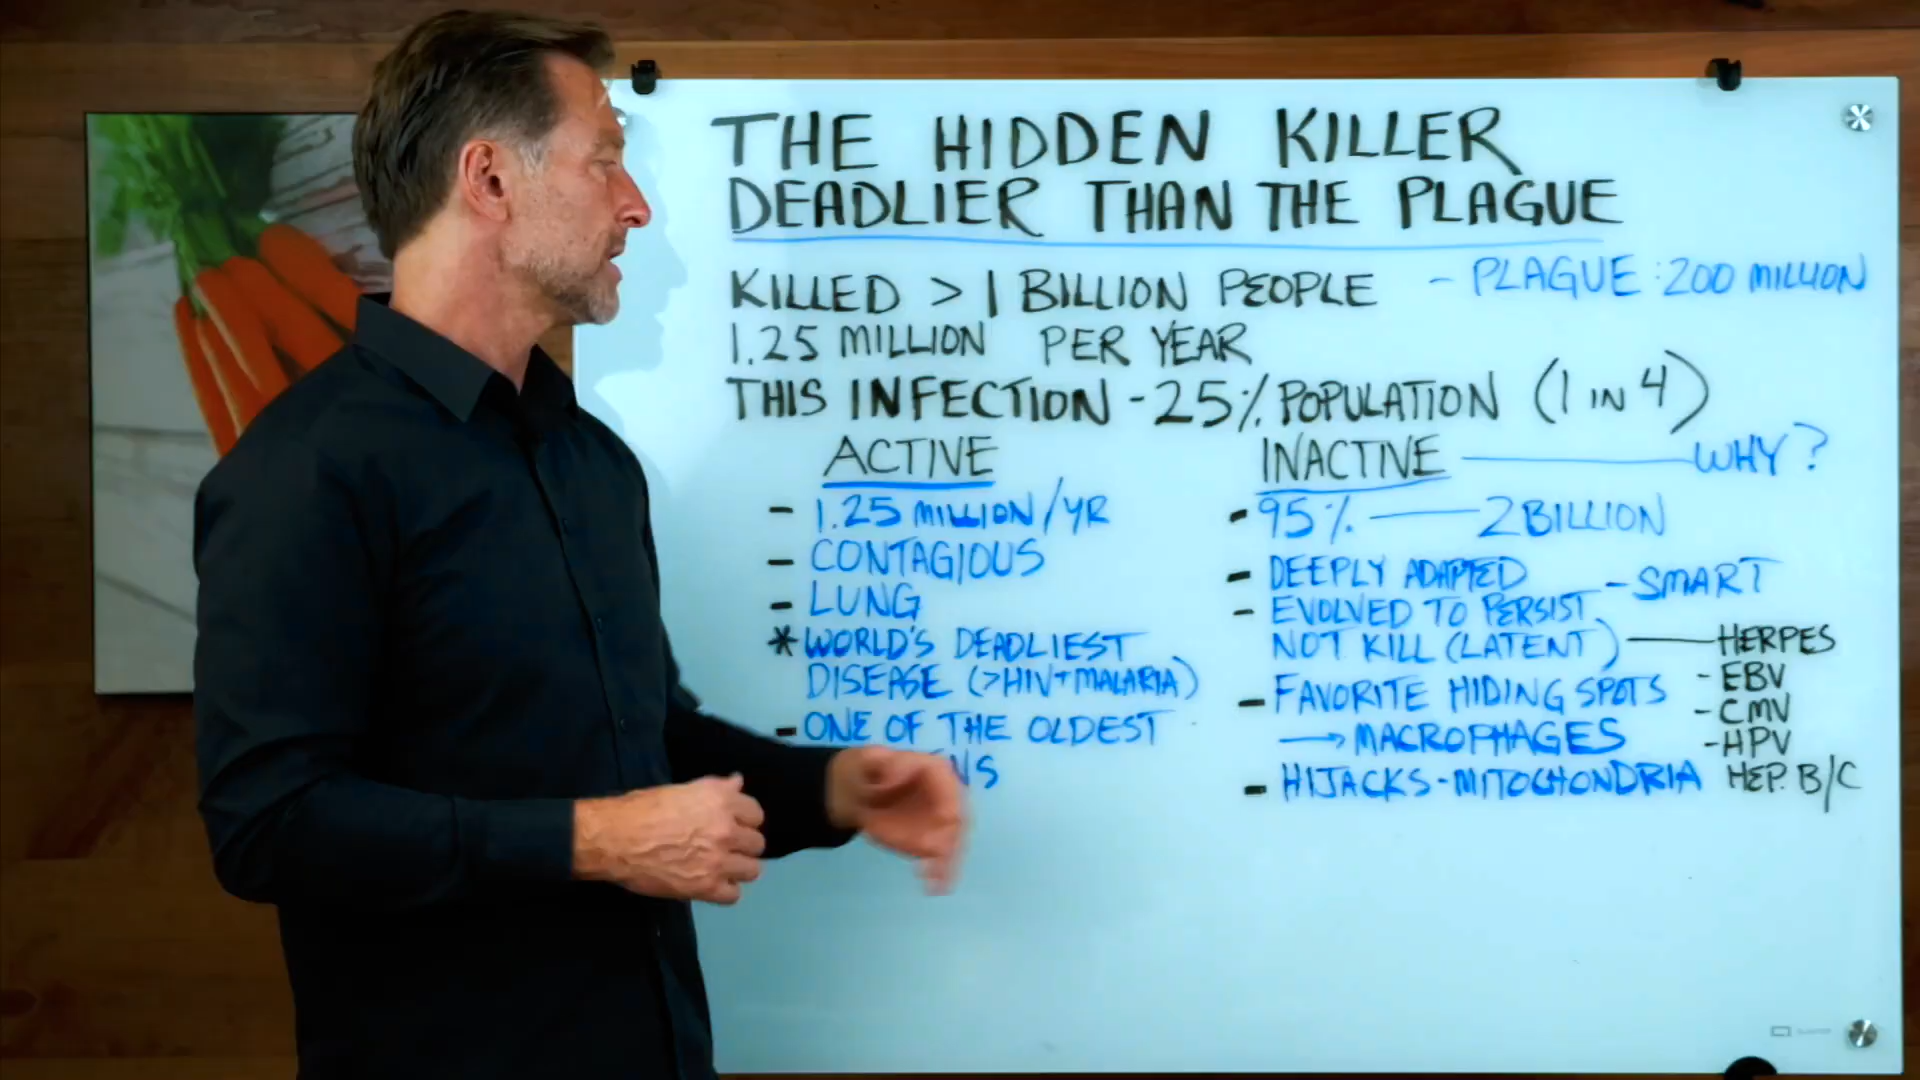 THE HIDDEN KILLER
DEADLIER THAN THE PLAGUE
KILLED > 1 BILLION PEOPLE - PLAGUE : 200 MILLION
1.25 MILLION PER YEAR
THIS INFECTION - 25% POPULATION (1 IN 4)
ACTIVE
- 1.25 MILLION/YR
- CONTAGIOUS
- LUNG
* WORLD'S DEADLIEST
DISEASE (>HIV+MALARIA)
- ONE OF THE OLDEST
INACTIVE — WHY?
- 95% — 2 BILLION
- DEEPLY ADAPTED - SMART
- EVOLVED TO PERSIST
NOT KILL (LATENT) — HERPES
- EBV
- CMV
- HPV
HEP. B/C
- FAVORITE HIDING SPOTS
→ MACROPHAGES
- HIJACKS - MITOCHONDRIA